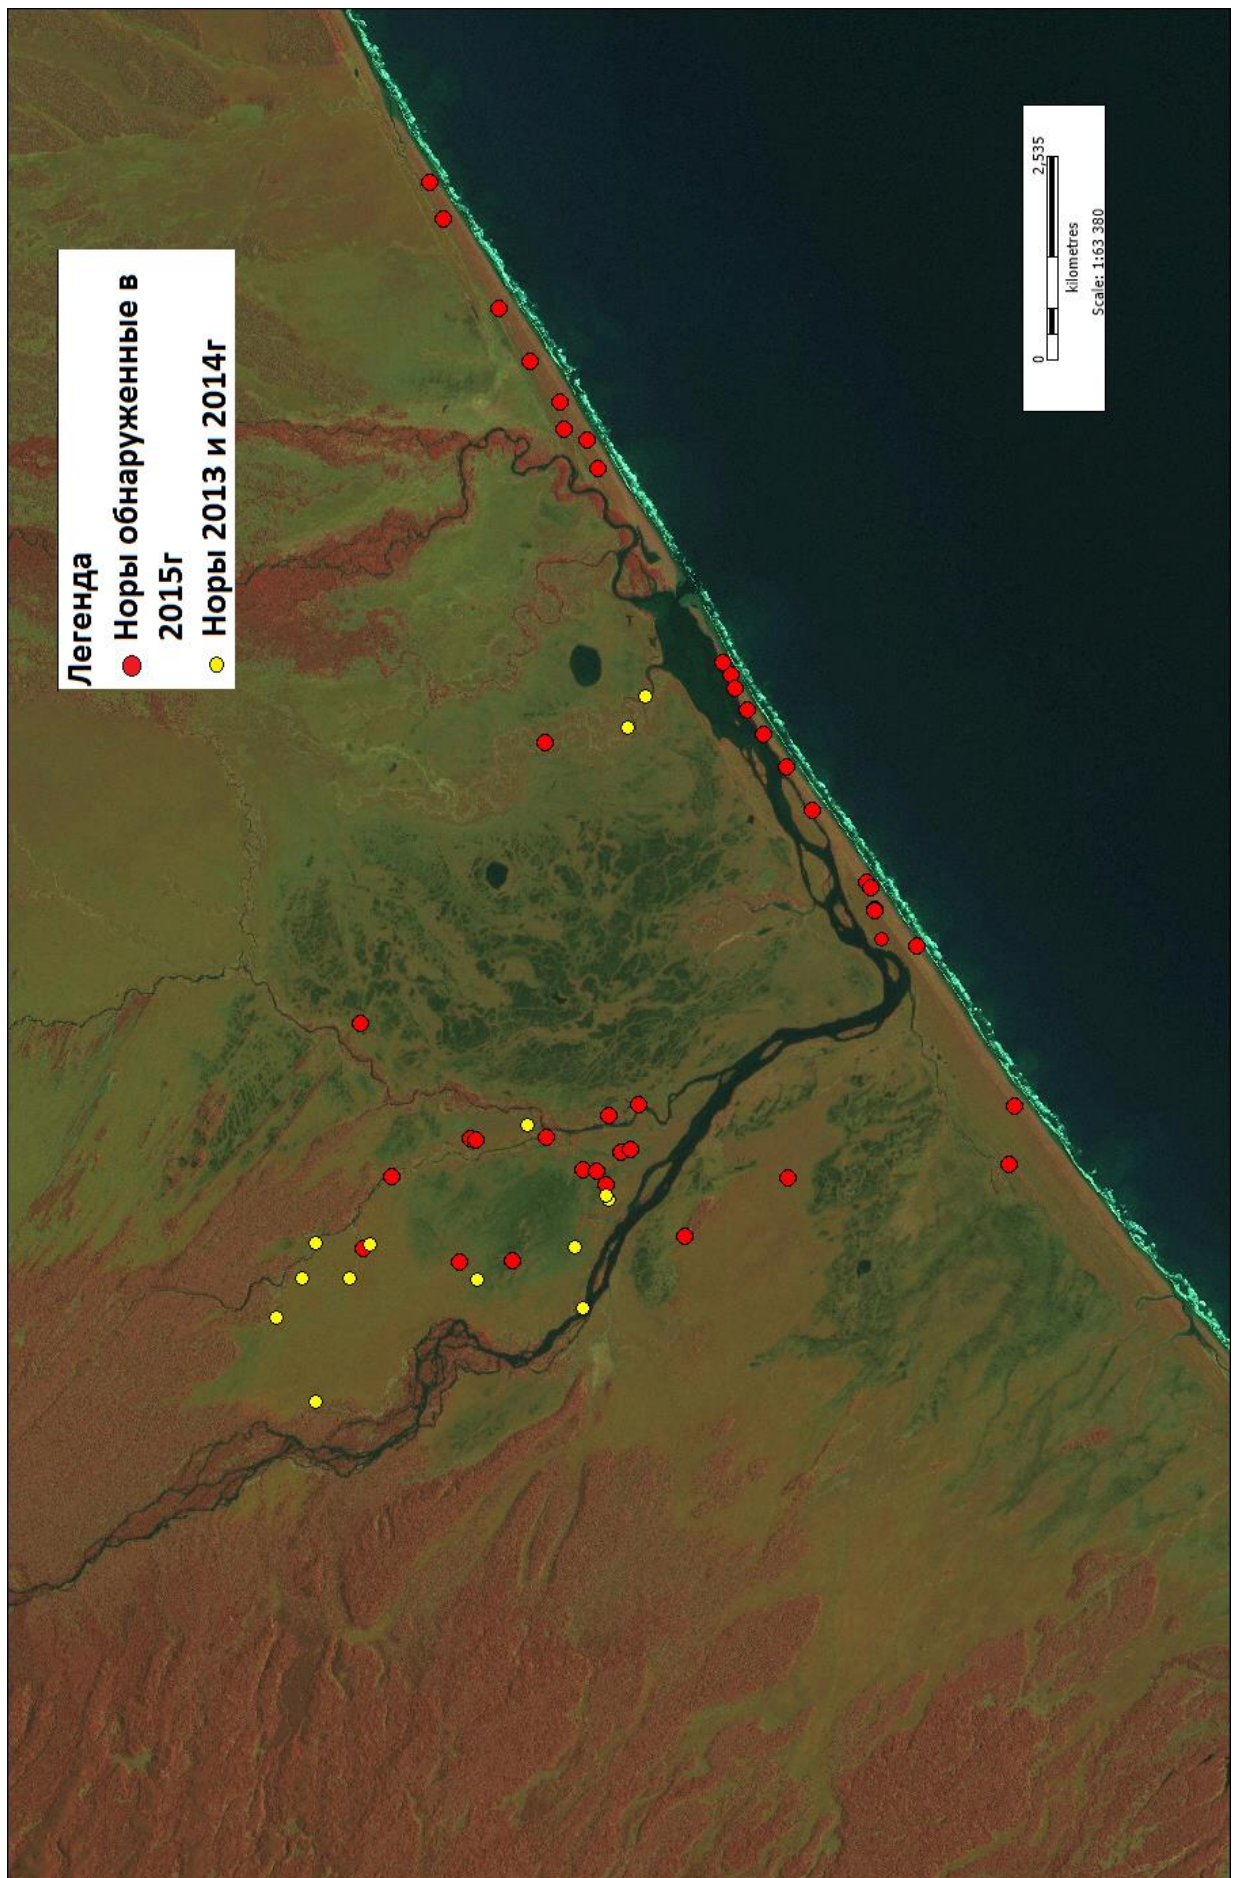 Легенда
Норы обнаруженные в
2015г
Норы 2013 и 2014г
0 2,535
kilometres
Scale: 1:63 380